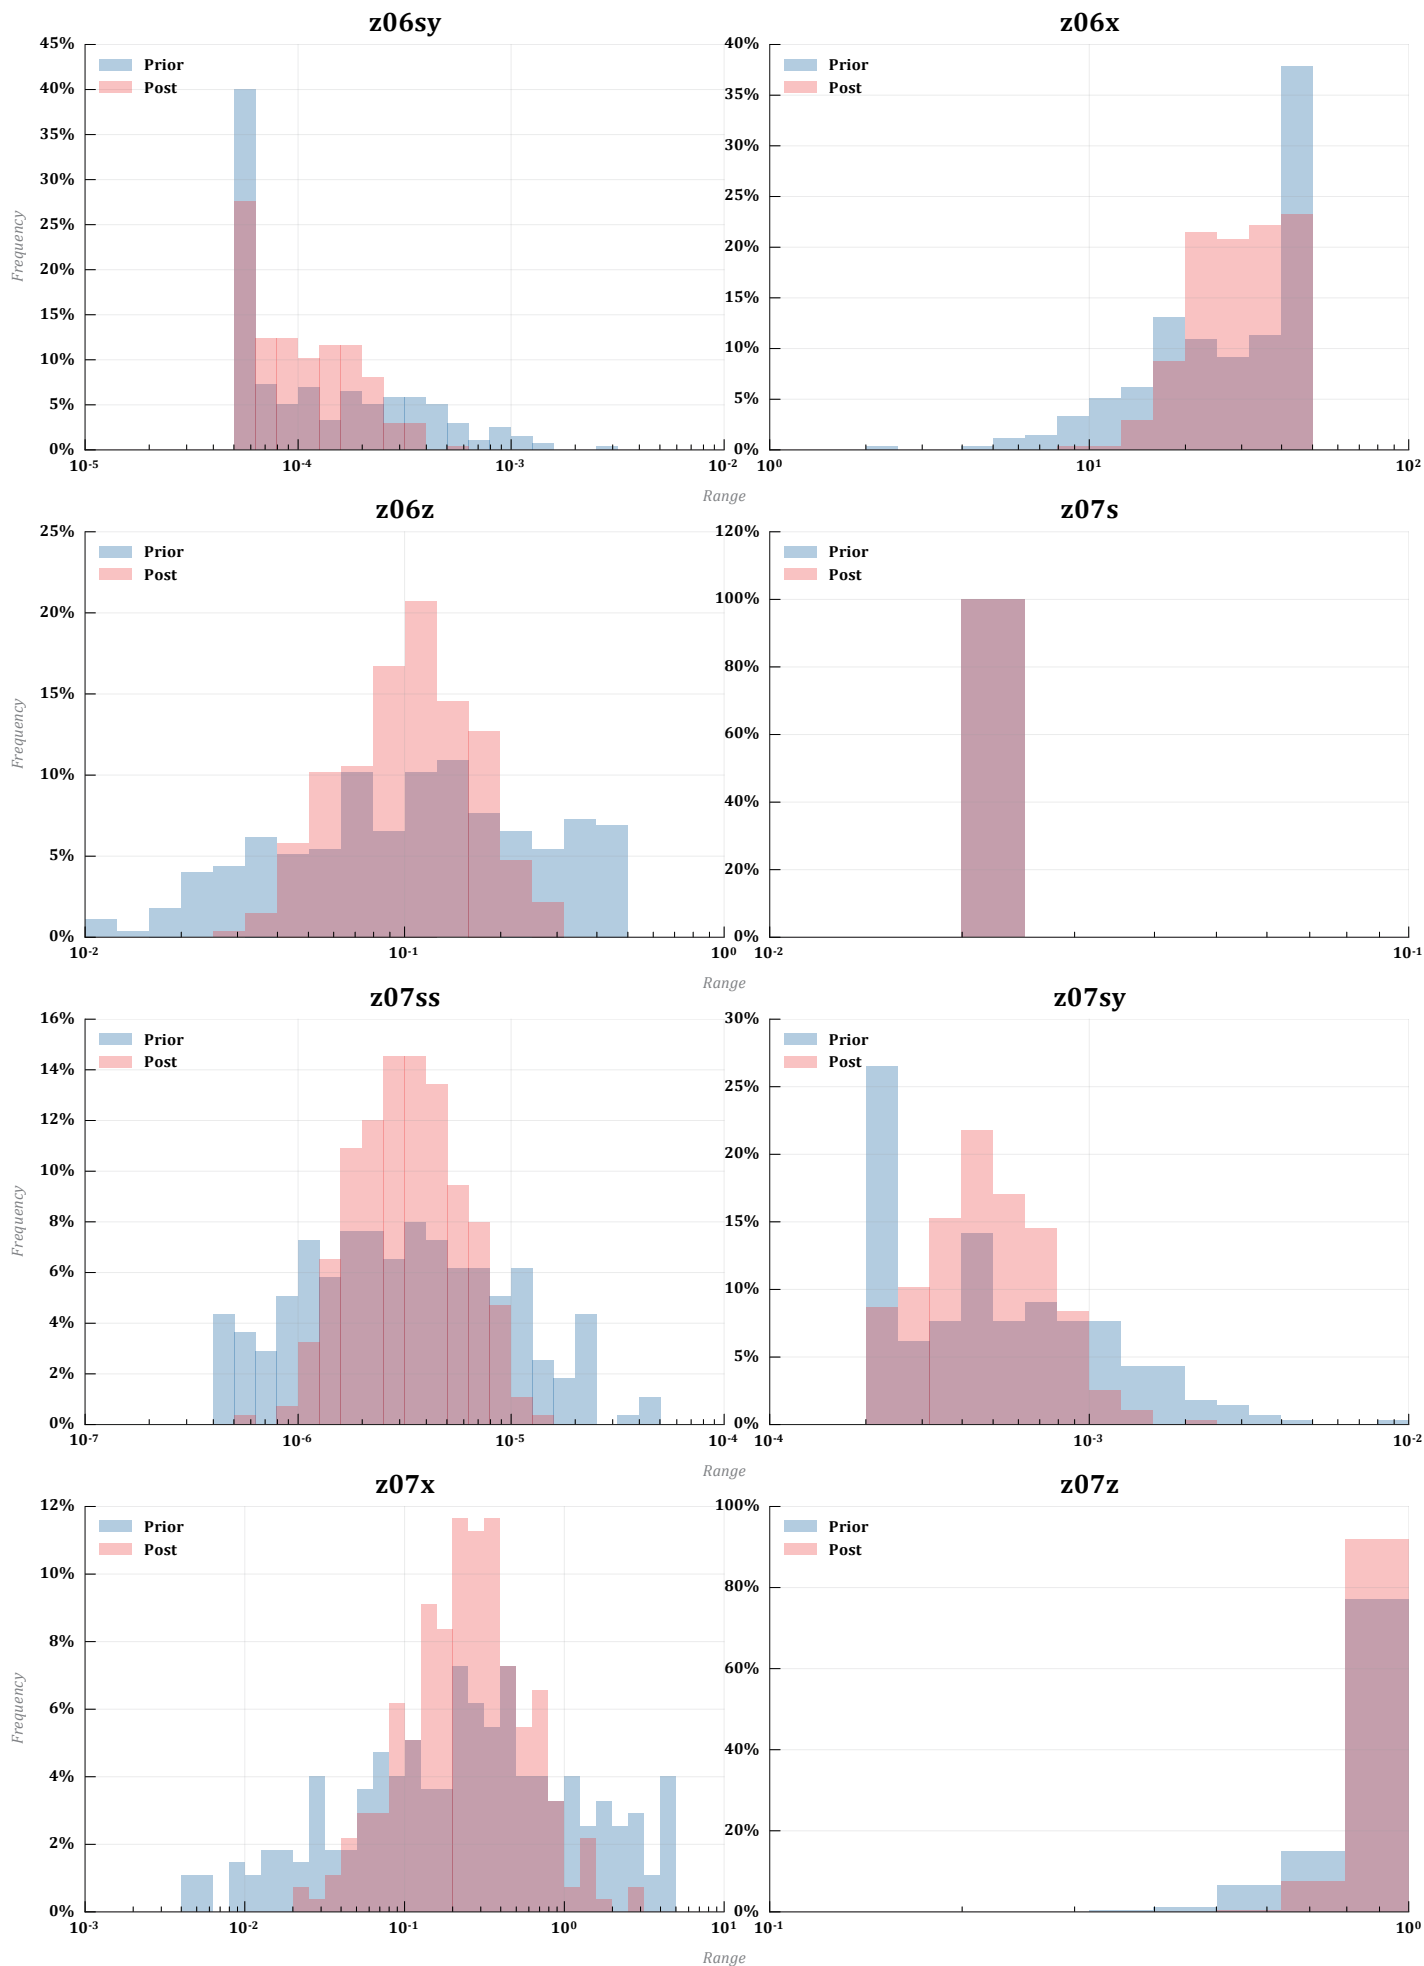 z06sy
45%
40%
35%
30%
25%
20%
15%
10%
5%
0%
Prior
Post
Frequency
10-5
10-4
10-3
10-2
z06x
40%
35%
30%
25%
20%
15%
10%
5%
0%
Prior
Post
10⁰
10¹
10²
Range
z06z
25%
20%
15%
10%
5%
0%
Prior
Post
Frequency
10-2
10-1
10⁰
z07s
120%
100%
80%
60%
40%
20%
0%
Prior
Post
10-2
10-1
Range
z07ss
16%
14%
12%
10%
8%
6%
4%
2%
0%
Prior
Post
Frequency
10-7
10-6
10-5
10-4
z07sy
30%
25%
20%
15%
10%
5%
0%
Prior
Post
10-4
10-3
10-2
Range
z07x
12%
10%
8%
6%
4%
2%
0%
Prior
Post
Frequency
10-3
10-2
10-1
10⁰
10¹
z07z
100%
80%
60%
40%
20%
0%
Prior
Post
10-1
10⁰
Range